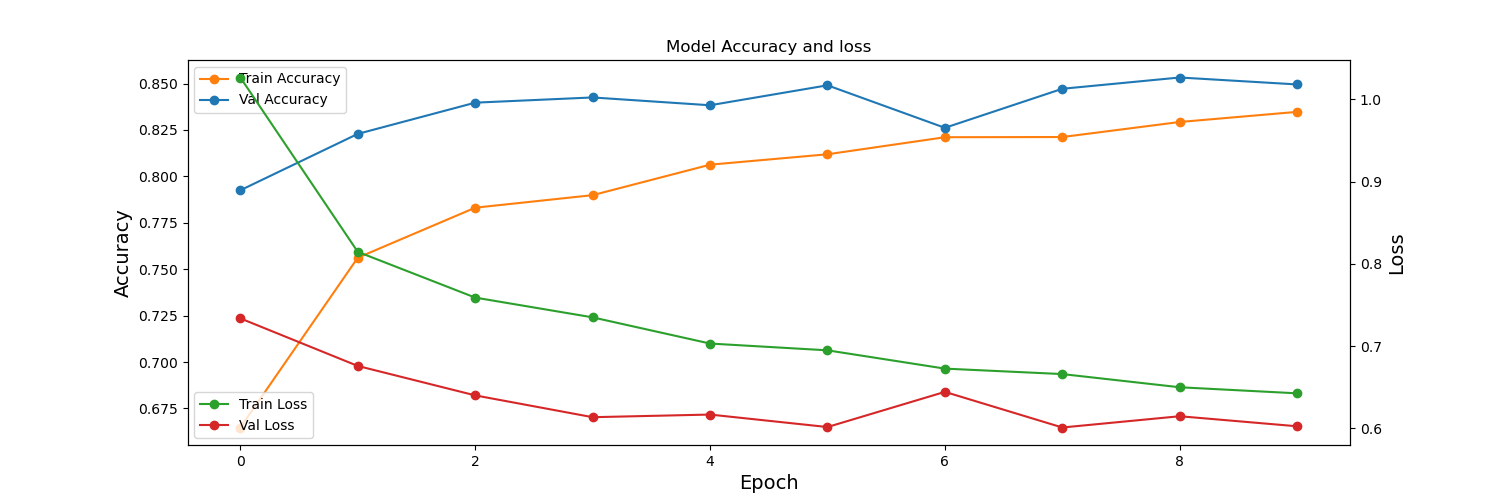 Model Accuracy and loss
Train Accuracy
Val Accuracy
0.850
0.825
0.800
0.775
0.750
0.725
0.700
0.675
Accuracy
1.0
0.9
0.8
0.7
0.6
Loss
Train Loss
Val Loss
0 2 4 6 8
Epoch